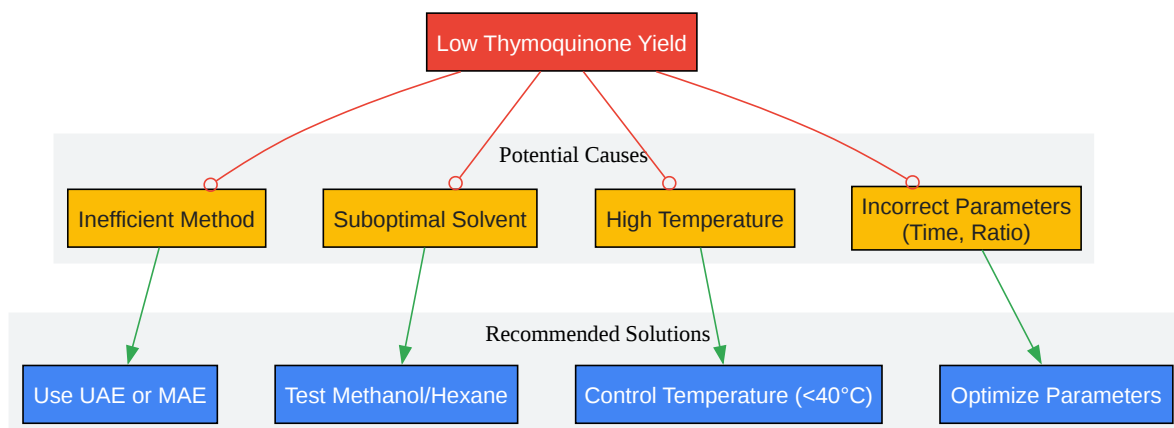 Low Thymoquinone Yield
Potential Causes
Inefficient Method
Suboptimal Solvent
High Temperature
Incorrect Parameters
(Time, Ratio)
Recommended Solutions
Use UAE or MAE
Test Methanol/Hexane
Control Temperature (<40°C)
Optimize Parameters